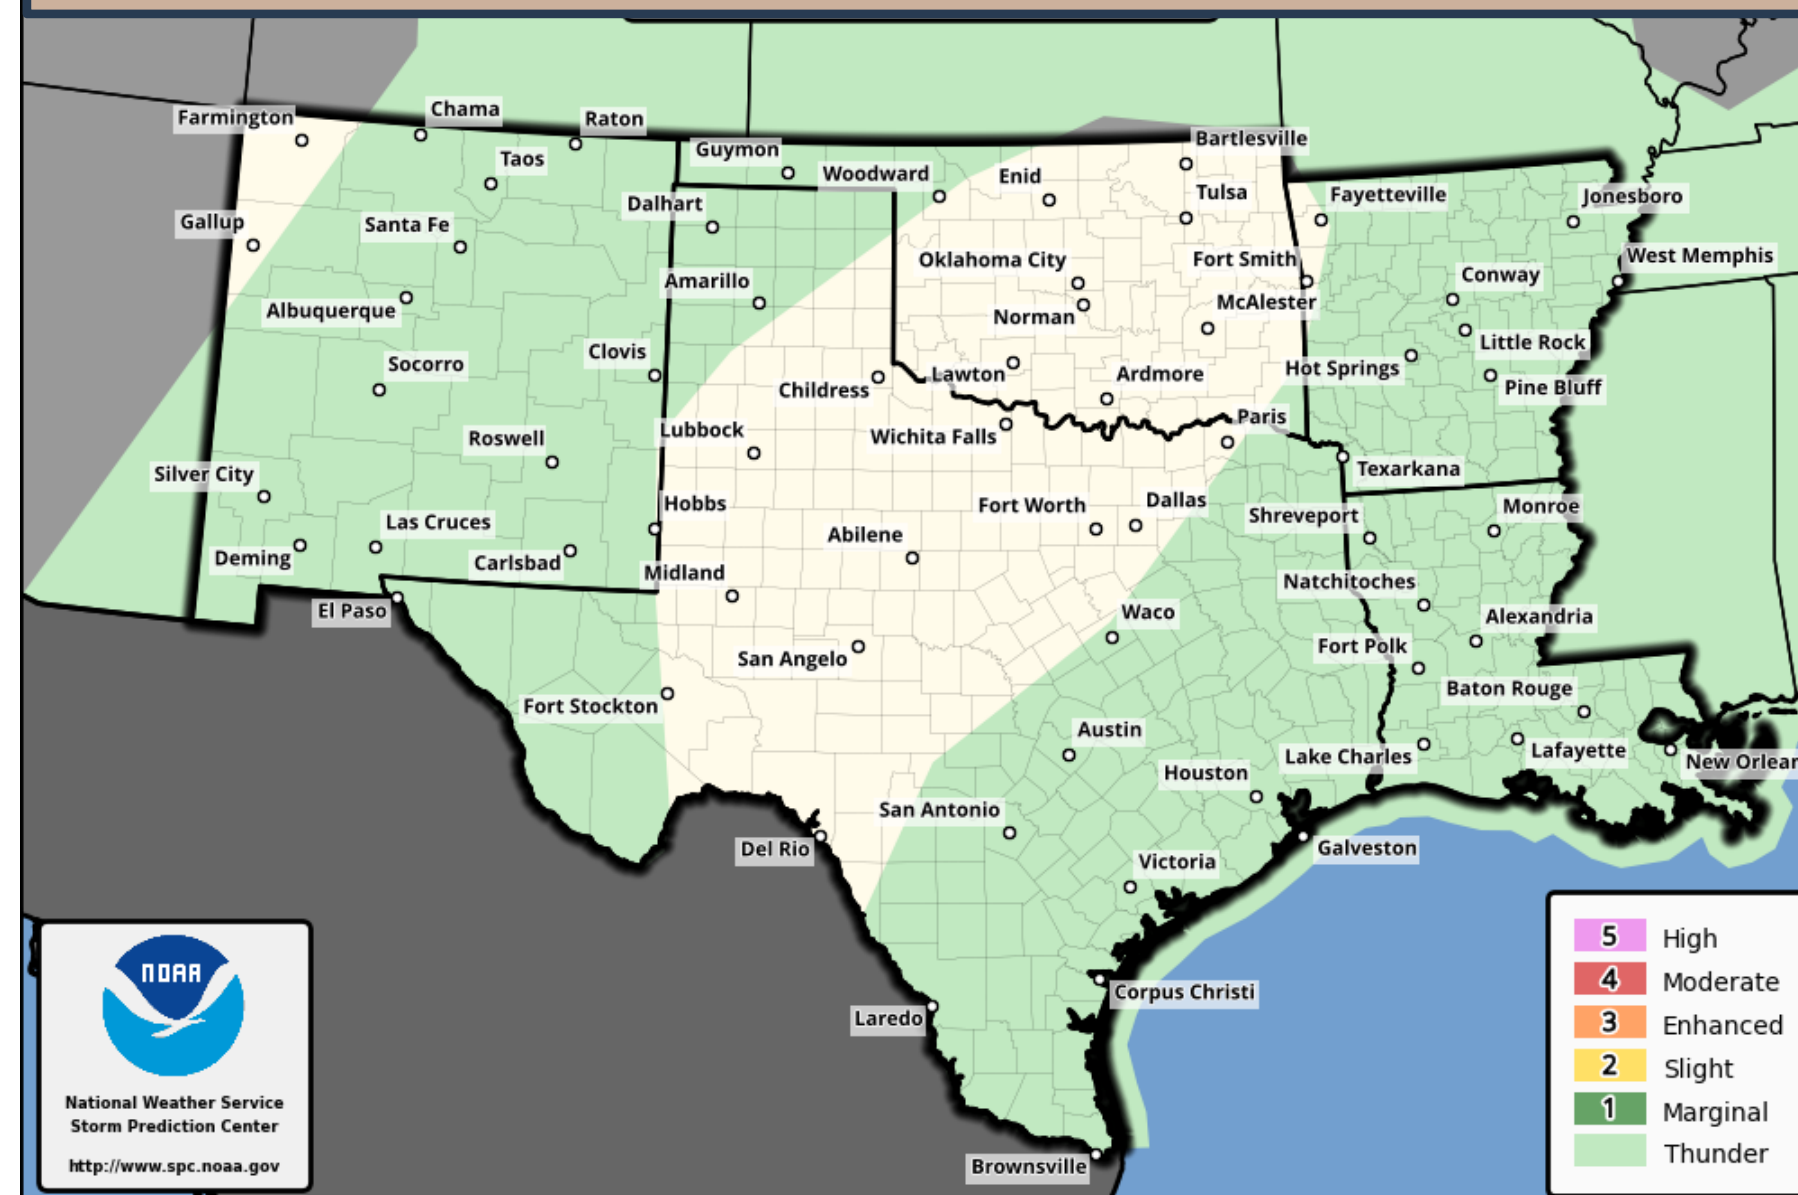 Farmington
Chama
Raton
Taos
Guymon
Woodward
Enid
Bartlesville
Tulsa
Fayetteville
Jonesboro
Gallup
Santa Fe
Dalhart
Oklahoma City
Fort Smith
West Memphis
Conway
Albuquerque
Amarillo
Norman
McAlester
Little Rock
Socorro
Clovis
Childress
Lawton
Ardmore
Hot Springs
Pine Bluff
Roswell
Lubbock
Wichita Falls
Paris
Texarkana
Silver City
Hobbs
Fort Worth
Dallas
Shreveport
Monroe
Las Cruces
Abilene
Deming
Carlsbad
Midland
Natchitoches
El Paso
Waco
Alexandria
San Angelo
Fort Polk
Fort Stockton
Baton Rouge
Austin
Lake Charles
Lafayette
New Orlean
Houston
San Antonio
Del Rio
Galveston
Victoria
Corpus Christi
Laredo
Brownsville
NOAA
National Weather Service
Storm Prediction Center
http://www.spc.noaa.gov
5 High
4 Moderate
3 Enhanced
2 Slight
1 Marginal
Thunder